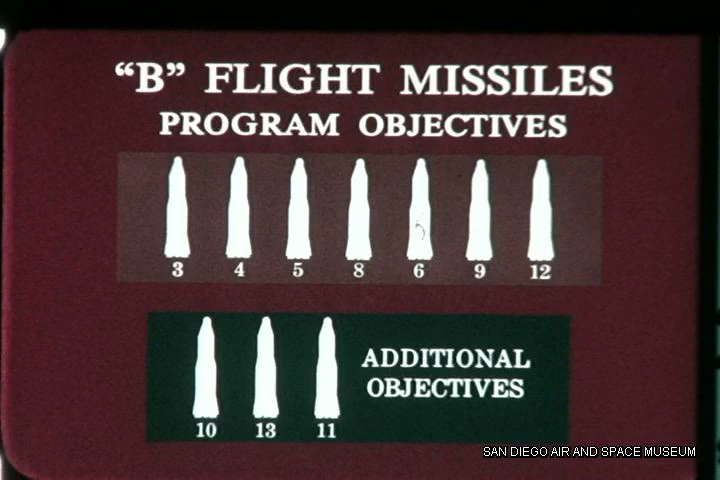 “B” FLIGHT MISSILES
PROGRAM OBJECTIVES
3 4 5 8 6 9 12
ADDITIONAL
OBJECTIVES
10 13 11
SAN DIEGO AIR AND SPACE MUSEUM